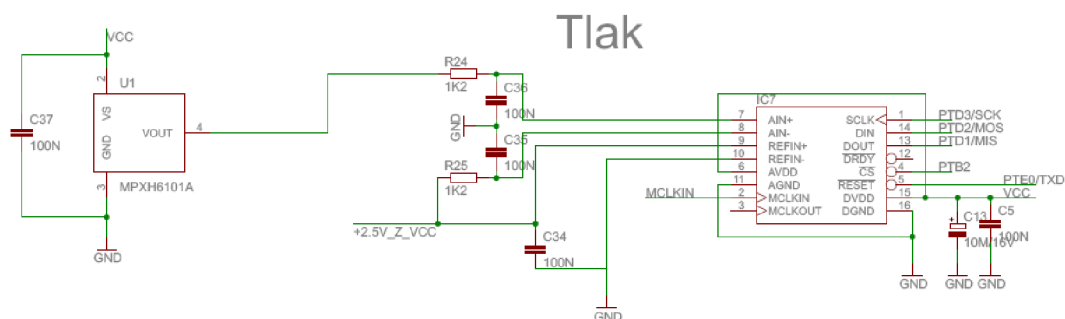 Tlak
VCC
U1
2
VS
GND
VOUT
4
3
C37
100N
MPXH6101A
GND
R24
1K2
C36
100N
GND
C35
100N
R25
1K2
+2.5V_Z_VCC
C34
100N
GND
MCLKIN
IC7
7 AIN+ SCLK 1 PTD3/SCK
8 AIN- DIN 14 PTD2/MOS
9 REFIN+ DOUT 13 PTD1/MIS
10 REFIN- DRDY 12
6 AVDD CS 4 PTB2
11 AGND RESET 5 PTE0/TXD
2 MCLKIN DVDD 15 VCC
3 MCLKOUT DGND 16
C13
10M/16V
C5
100N
GND
GND
GND